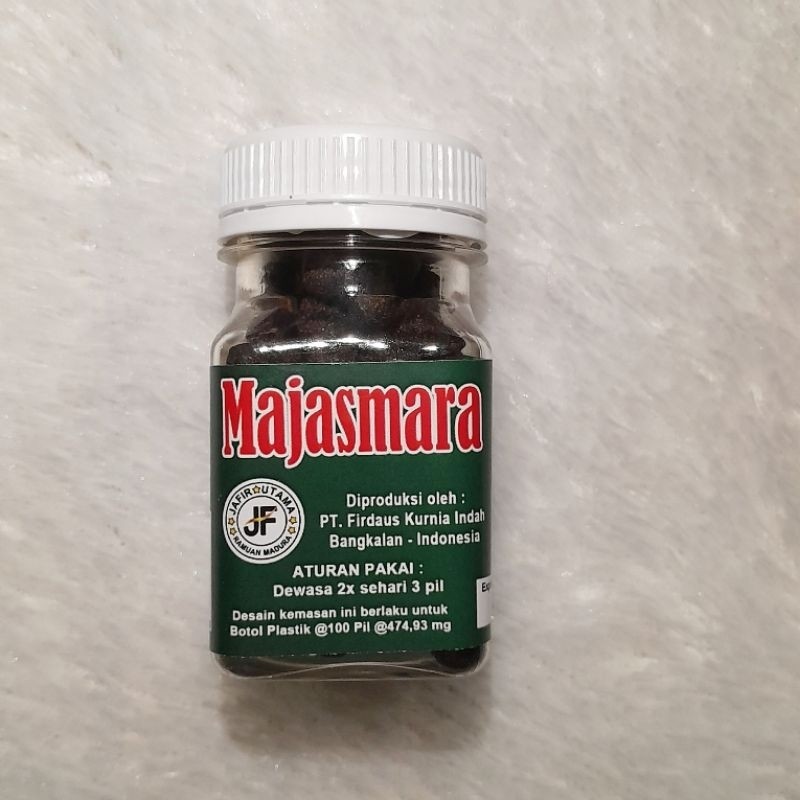 Majasmara
JAFIR UTAMA
JF
RAMUAN MADURA
Diproduksi oleh :
PT. Firdaus Kurnia Indah
Bangkalan - Indonesia
ATURAN PAKAI :
Dewasa 2x sehari 3 pil
Desain kemasan ini berlaku untuk
Botol Plastik @100 Pil @474,93 mg